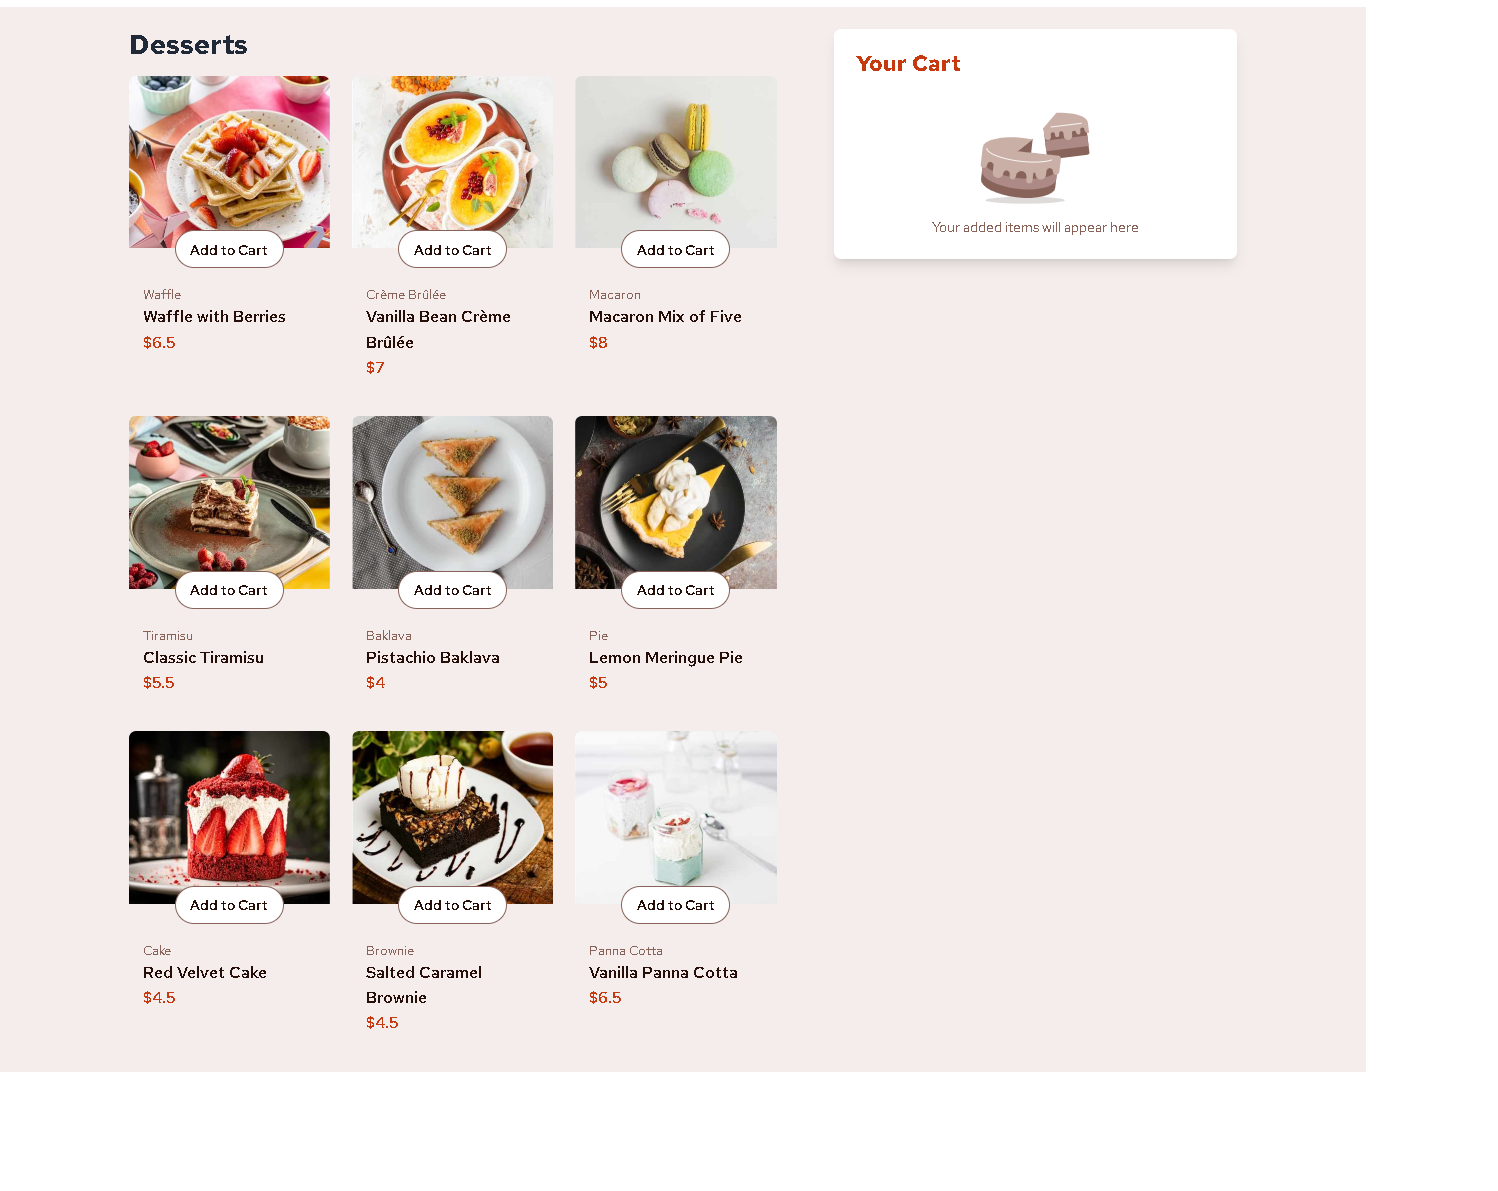 Desserts
Add to Cart
Waffle
Waffle with Berries
$6.5
Add to Cart
Crème Brûlée
Vanilla Bean Crème
Brûlée
$7
Add to Cart
Macaron
Macaron Mix of Five
$8
Add to Cart
Tiramisu
Classic Tiramisu
$5.5
Add to Cart
Baklava
Pistachio Baklava
$4
Add to Cart
Pie
Lemon Meringue Pie
$5
Add to Cart
Cake
Red Velvet Cake
$4.5
Add to Cart
Brownie
Salted Caramel
Brownie
$4.5
Add to Cart
Panna Cotta
Vanilla Panna Cotta
$6.5
Your Cart
Your added items will appear here